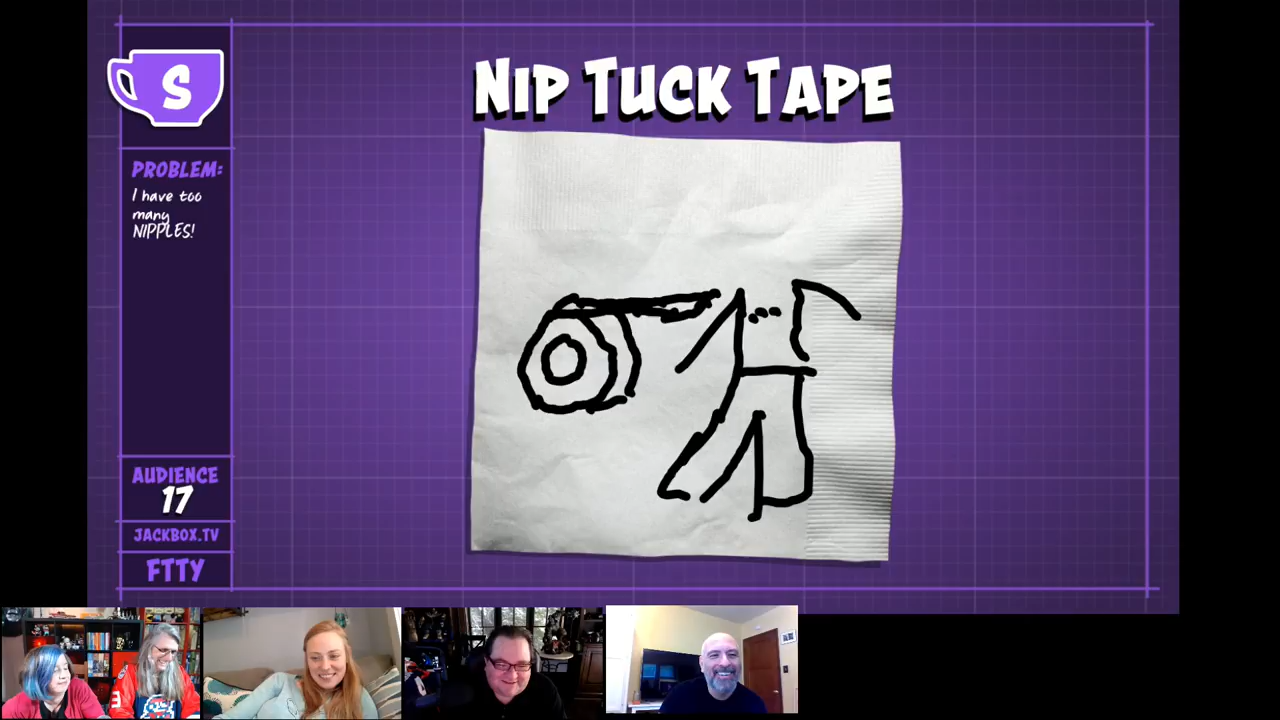 S
NIP TUCK TAPE
PROBLEM:
I have too
many
NIPPLES!
AUDIENCE
17
JACKBOX.TV
FTTY